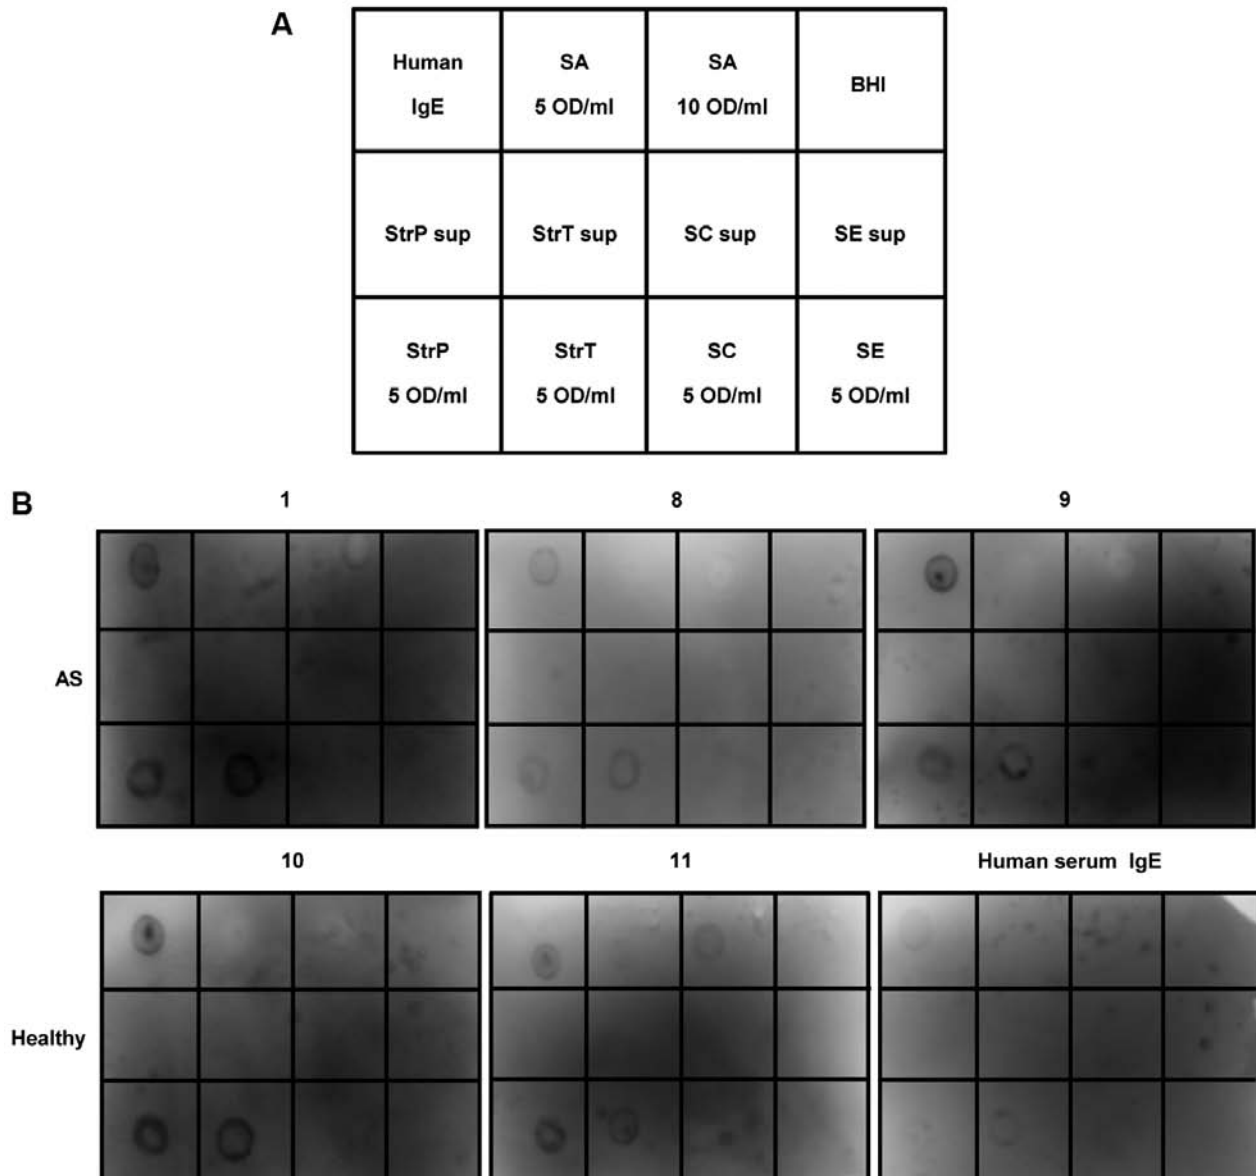 A
Human
IgE
SA
5 OD/ml
SA
10 OD/ml
BHI
StrP sup
StrT sup
SC sup
SE sup
StrP
5 OD/ml
StrT
5 OD/ml
SC
5 OD/ml
SE
5 OD/ml
B
1
8
9
AS
10
11
Human serum IgE
Healthy